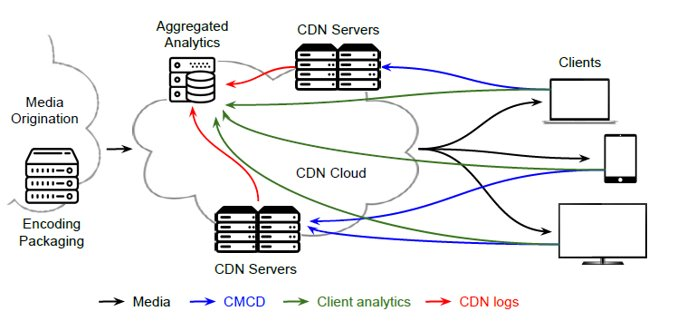 Aggregated
Analytics
CDN Servers
Clients
Media
Origination
CDN Cloud
Encoding
Packaging
CDN Servers
Media
CMCD
Client analytics
CDN logs